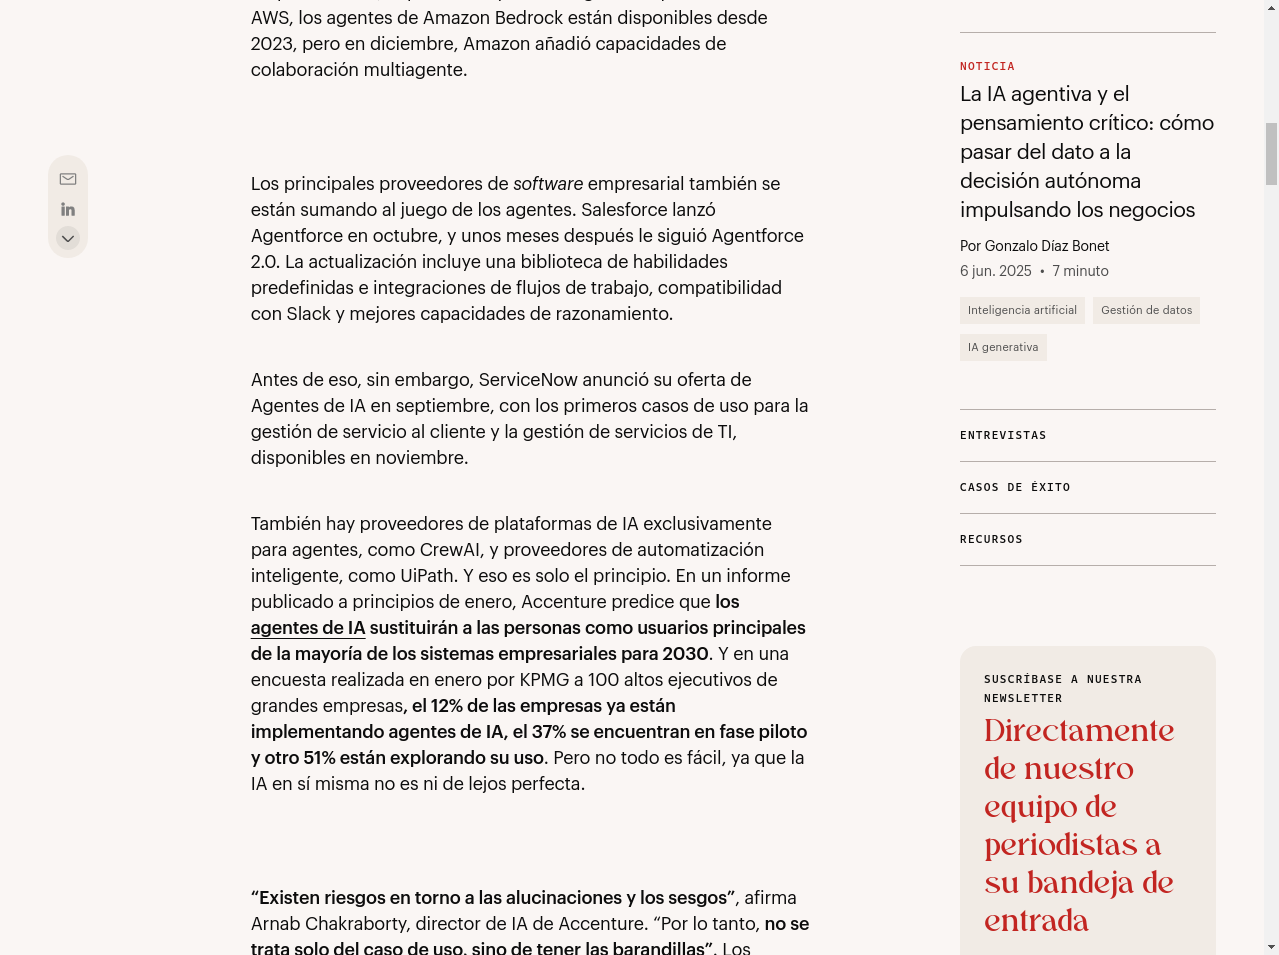 AWS, los agentes de Amazon Bedrock están disponibles desde
2023, pero en diciembre, Amazon añadió capacidades de
colaboración multiagente.
Los principales proveedores de software empresarial también se
están sumando al juego de los agentes. Salesforce lanzó
Agentforce en octubre, y unos meses después le siguió Agentforce
2.0. La actualización incluye una biblioteca de habilidades
predefinidas e integraciones de flujos de trabajo, compatibilidad
con Slack y mejores capacidades de razonamiento.
Antes de eso, sin embargo, ServiceNow anunció su oferta de
Agentes de IA en septiembre, con los primeros casos de uso para la
gestión de servicio al cliente y la gestión de servicios de TI,
disponibles en noviembre.
También hay proveedores de plataformas de IA exclusivamente
para agentes, como CrewAI, y proveedores de automatización
inteligente, como UiPath. Y eso es solo el principio. En un informe
publicado a principios de enero, Accenture predice que los
agentes de IA sustituirán a las personas como usuarios principales
de la mayoría de los sistemas empresariales para 2030. Y en una
encuesta realizada en enero por KPMG a 100 altos ejecutivos de
grandes empresas, el 12% de las empresas ya están
implementando agentes de IA, el 37% se encuentran en fase piloto
y otro 51% están explorando su uso. Pero no todo es fácil, ya que la
IA en sí misma no es ni de lejos perfecta.
“Existen riesgos en torno a las alucinaciones y los sesgos”, afirma
Arnab Chakraborty, director de IA de Accenture. “Por lo tanto, no se
trata solo del caso de uso, sino de tener las barandillas”. Los
NOTICIA
La IA agentiva y el
pensamiento crítico: cómo
pasar del dato a la
decisión autónoma
impulsando los negocios
Por Gonzalo Díaz Bonet
6 jun. 2025 • 7 minuto
Inteligencia artificial Gestión de datos
IA generativa
ENTREVISTAS
CASOS DE ÉXITO
RECURSOS
SUSCRÍBASE A NUESTRA
NEWSLETTER
Directamente
de nuestro
equipo de
periodistas a
su bandeja de
entrada